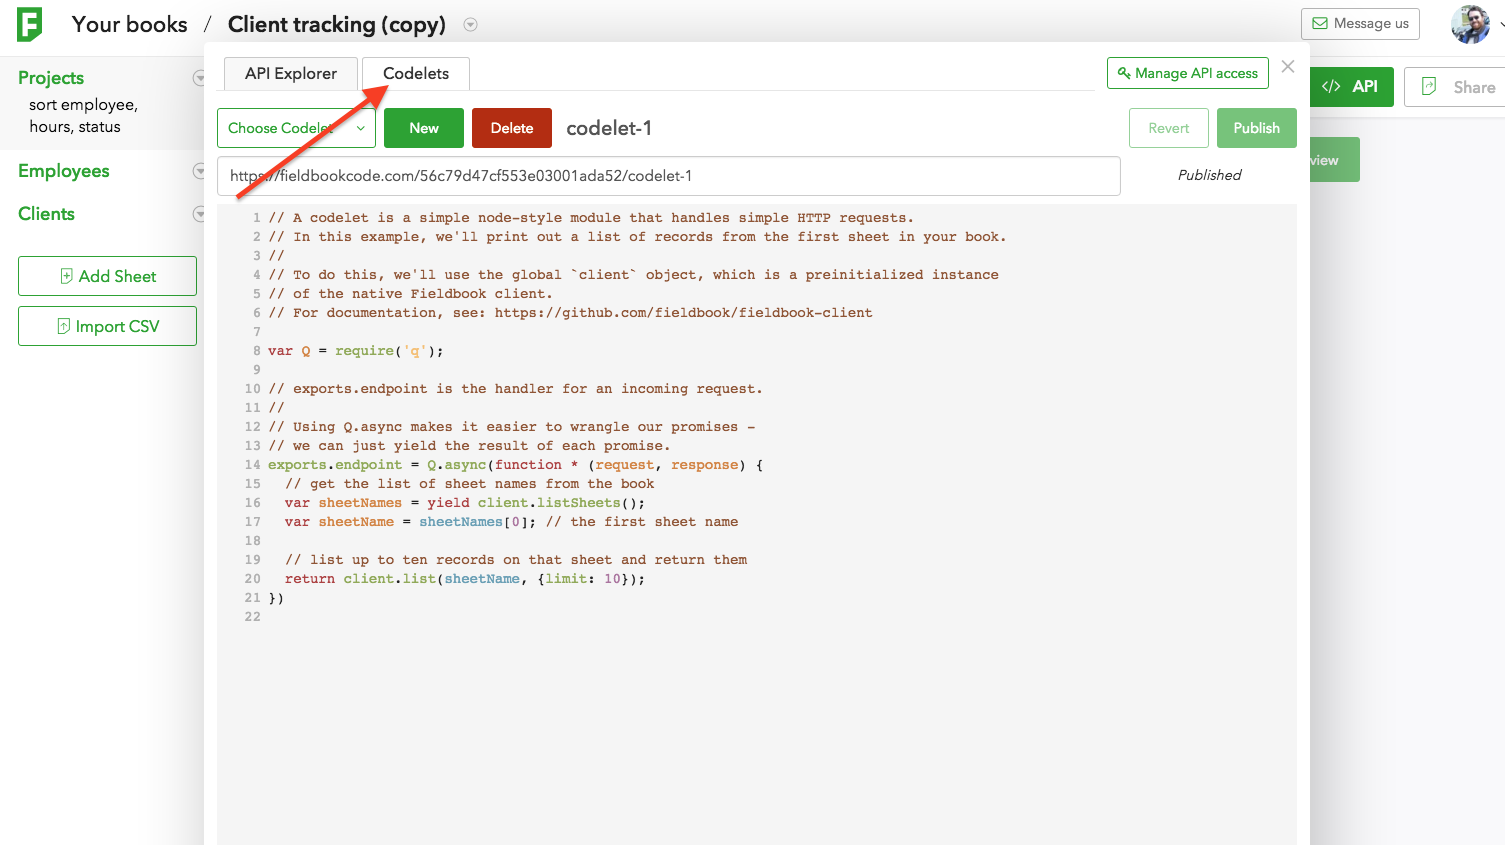 Your books / Client tracking (copy)
Message us
Projects
sort employee,
hours, status
Employees
Clients
Add Sheet
Import CSV
API Explorer
Codelets
Manage API access
</> API
Share
Choose Codelet
New
Delete
codelet-1
Revert
Publish
view
https://fieldbookcode.com/56c79d47cf553e03001ada52/codelet-1
Published
1 // A codelet is a simple node-style module that handles simple HTTP requests.
2 // In this example, we'll print out a list of records from the first sheet in your book.
3 //
4 // To do this, we'll use the global `client` object, which is a preinitialized instance
5 // of the native Fieldbook client.
6 // For documentation, see: https://github.com/fieldbook/fieldbook-client
7
8 var Q = require('q');
9
10 // exports.endpoint is the handler for an incoming request.
11 //
12 // Using Q.async makes it easier to wrangle our promises -
13 // we can just yield the result of each promise.
14 exports.endpoint = Q.async(function * (request, response) {
15   // get the list of sheet names from the book
16   var sheetNames = yield client.listSheets();
17   var sheetName = sheetNames[0]; // the first sheet name
18
19   // list up to ten records on that sheet and return them
20   return client.list(sheetName, {limit: 10});
21 })
22